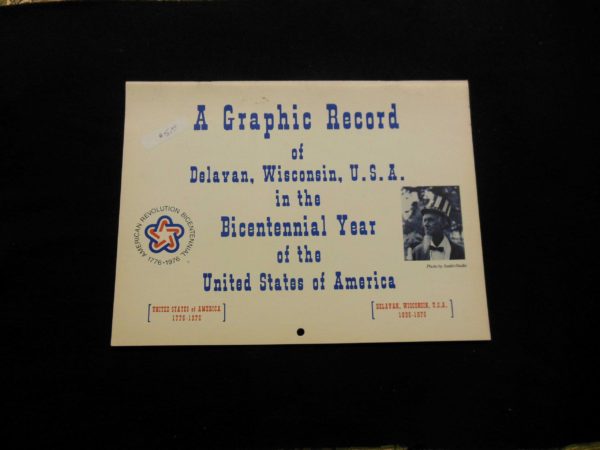 A Graphic Record
of
Delavan, Wisconsin, U.S.A.
in the
Bicentennial Year
of the
United States of America
AMERICAN REVOLUTION BICENTENNIAL
1776-1976
UNITED STATES of AMERICA
1776-1976
DELAVAN, WISCONSIN, U.S.A.
1836-1976